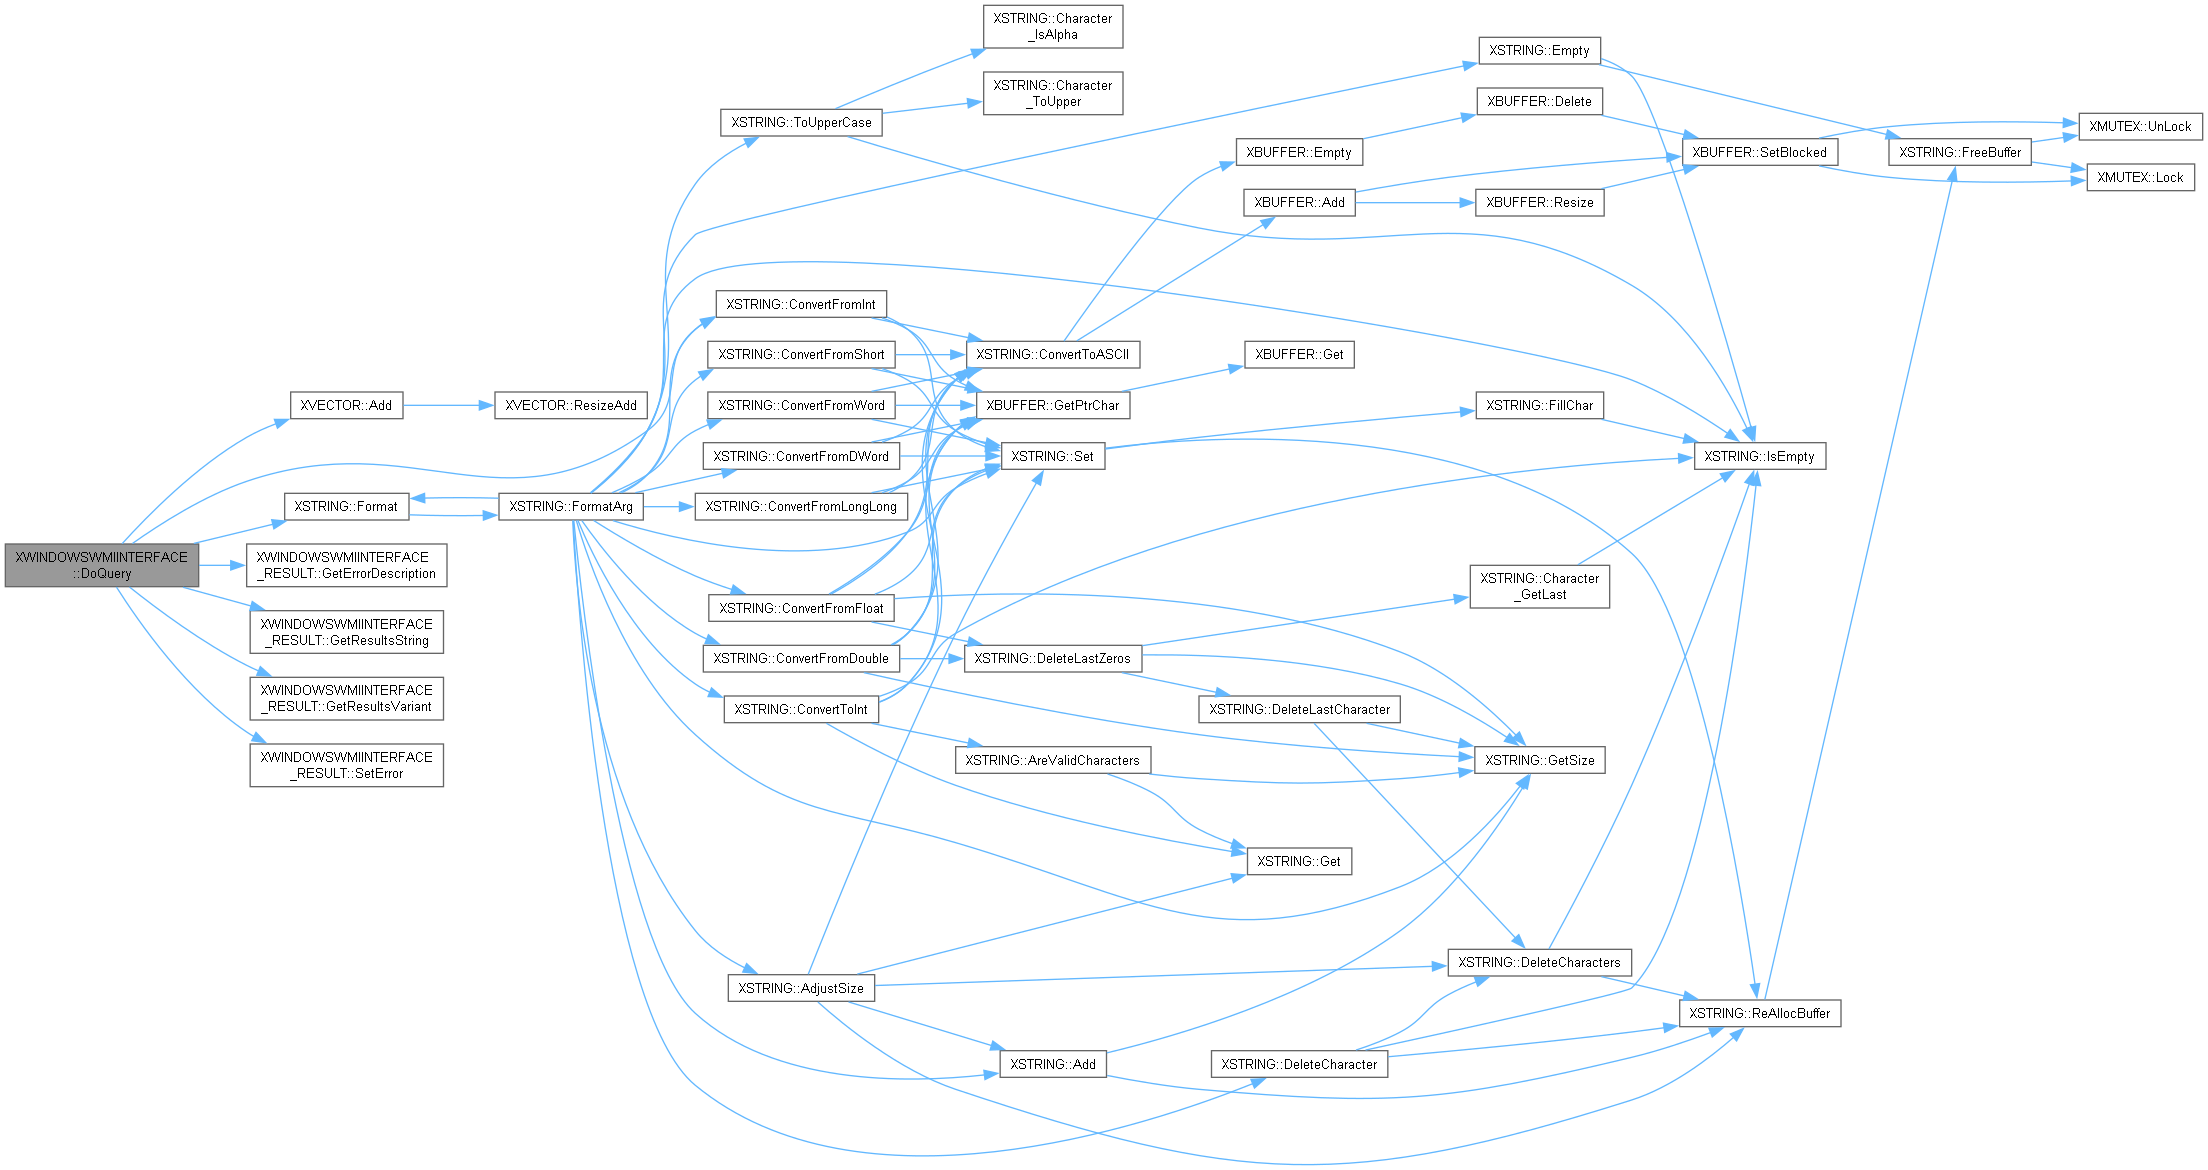 XWINDOWSWMIINTERFACE
::DoQuery
XVECTOR::Add
XSTRING::Format
XWINDOWSWMIINTERFACE
_RESULT::GetErrorDescription
XWINDOWSWMIINTERFACE
_RESULT::GetResultsString
XWINDOWSWMIINTERFACE
_RESULT::GetResultsVariant
XWINDOWSWMIINTERFACE
_RESULT::SetError
XVECTOR::ResizeAdd
XSTRING::FormatArg
XSTRING::ToUpperCase
XSTRING::ConvertFromInt
XSTRING::ConvertFromShort
XSTRING::ConvertFromWord
XSTRING::ConvertFromDWord
XSTRING::ConvertFromLongLong
XSTRING::ConvertFromFloat
XSTRING::ConvertFromDouble
XSTRING::ConvertToInt
XSTRING::AdjustSize
XSTRING::Character
_IsAlpha
XSTRING::Character
_ToUpper
XSTRING::ConvertToASCII
XBUFFER::GetPtrChar
XSTRING::Set
XSTRING::DeleteLastZeros
XSTRING::AreValidCharacters
XSTRING::Add
XBUFFER::Empty
XBUFFER::Add
XBUFFER::Get
XSTRING::DeleteLastCharacter
XSTRING::Get
XSTRING::DeleteCharacter
XSTRING::Empty
XBUFFER::Delete
XBUFFER::Resize
XSTRING::FillChar
XSTRING::Character
_GetLast
XSTRING::GetSize
XSTRING::DeleteCharacters
XBUFFER::SetBlocked
XSTRING::IsEmpty
XSTRING::ReAllocBuffer
XSTRING::FreeBuffer
XMUTEX::UnLock
XMUTEX::Lock